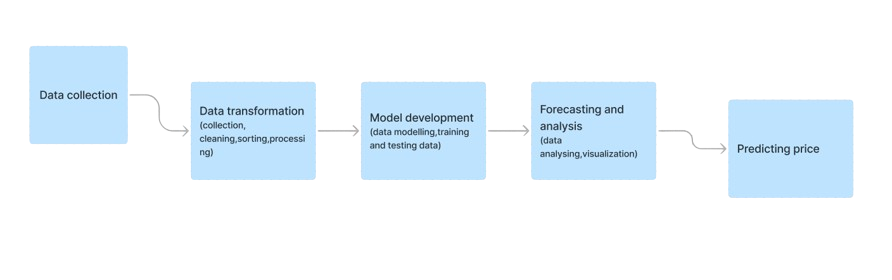 Data collection
Data transformation
(collection,
cleaning,sorting,processi
ng)
Model development
(data modelling,training
and testing data)
Forecasting and
analysis
(data
analysing,visualization)
Predicting price